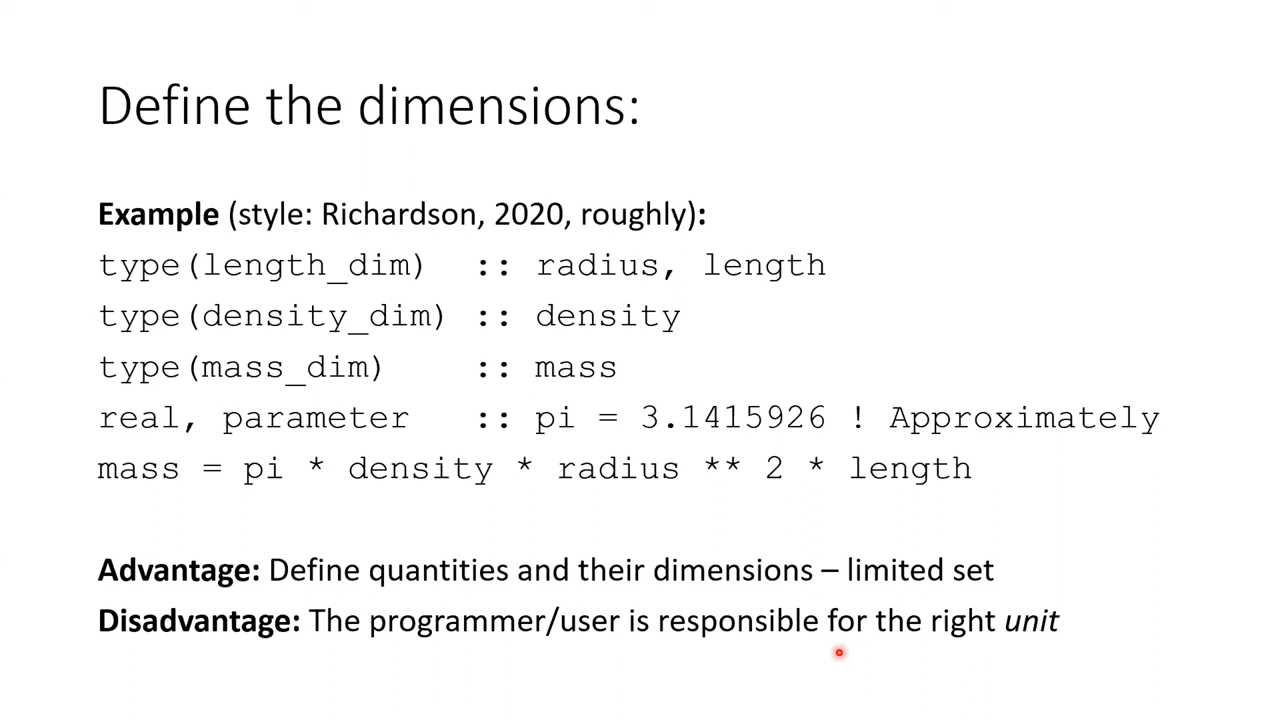 Define the dimensions:
Example (style: Richardson, 2020, roughly):
type(length_dim) :: radius, length
type(density_dim) :: density
type(mass_dim) :: mass
real, parameter :: pi = 3.1415926 ! Approximately
mass = pi * density * radius ** 2 * length
Advantage: Define quantities and their dimensions – limited set
Disadvantage: The programmer/user is responsible for the right unit